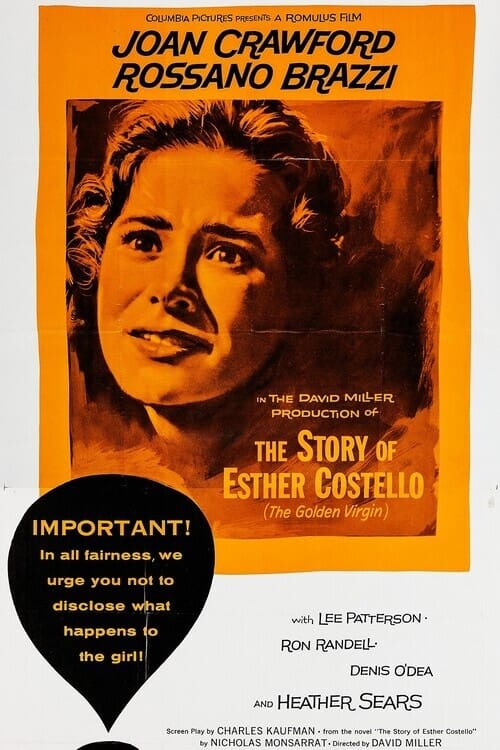 COLUMBIA PICTURES PRESENTS A ROMULUS FILM
JOAN CRAWFORD
ROSSANO BRAZZI
IN THE DAVID MILLER
PRODUCTION OF
THE STORY OF
ESTHER COSTELLO
(The Golden Virgin)
IMPORTANT!
In all fairness, we
urge you not to
disclose what
happens to
the girl!
with LEE PATTERSON ·
RON RANDELL ·
DENIS O'DEA
AND HEATHER SEARS
Screen Play by CHARLES KAUFMAN · from the novel "The Story of Esther Costello"
by NICHOLAS MONSARRAT · Directed by DAVID MILLER